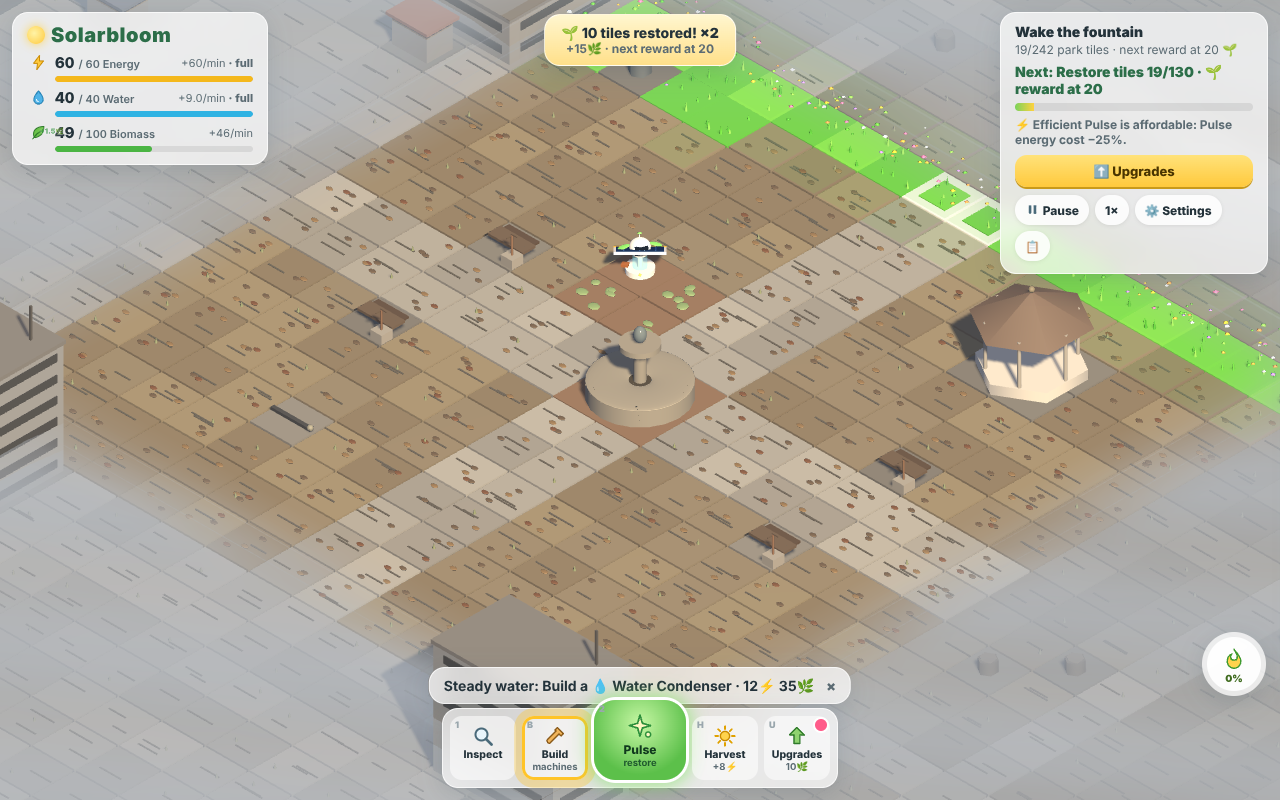 Solarbloom
60 / 60 Energy +60/min · full
40 / 40 Water +9.0/min · full
49 / 100 Biomass +46/min
🌱 10 tiles restored! ×2
+15🌿 · next reward at 20
Wake the fountain
19/242 park tiles · next reward at 20 🌱
Next: Restore tiles 19/130 · 🌱
reward at 20
⚡ Efficient Pulse is affordable: Pulse
energy cost −25%.
⬆️ Upgrades
⏸ Pause
1×
⚙️ Settings
📋
0%
Steady water: Build a 💧 Water Condenser · 12⚡ 35🌿 ×
1
Inspect
B
Build
machines
Pulse
restore
H
Harvest
+8⚡
U
Upgrades
10🌿